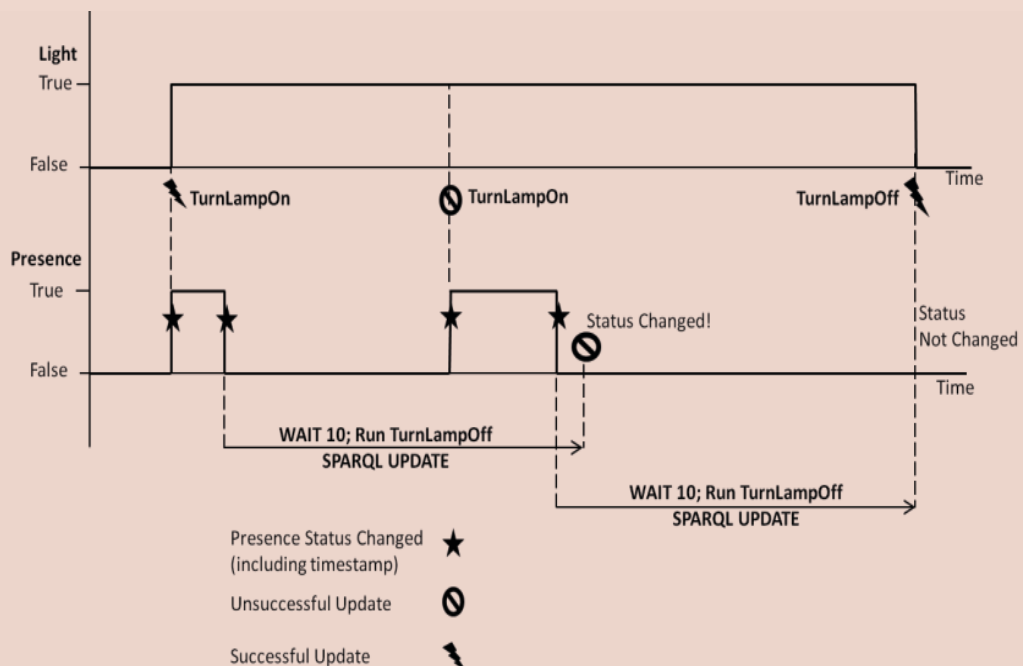 Light
True
False
Time
TurnLampOn
TurnLampOn
TurnLampOff
Presence
True
False
Status Changed!
Status
Not Changed
Time
WAIT 10; Run TurnLampOff
SPARQL UPDATE
WAIT 10; Run TurnLampOff
SPARQL UPDATE
Presence Status Changed
(including timestamp)
Unsuccessful Update
Successful Update